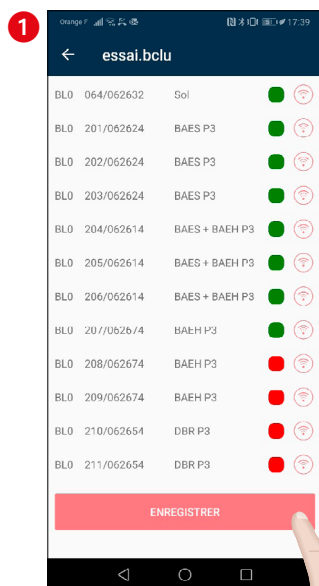 1
Orange F 17:39
essai.bclu
BL0 064/062632 Sol
BL0 201/062624 BAES P3
BL0 202/062624 BAES P3
BL0 203/062624 BAES P3
BL0 204/062614 BAES + BAEH P3
BL0 205/062614 BAES + BAEH P3
BL0 206/062614 BAES + BAEH P3
BL0 207/062674 BAEH P3
BL0 208/062674 BAEH P3
BL0 209/062674 BAEH P3
BL0 210/062654 DBR P3
BL0 211/062654 DBR P3
ENREGISTRER